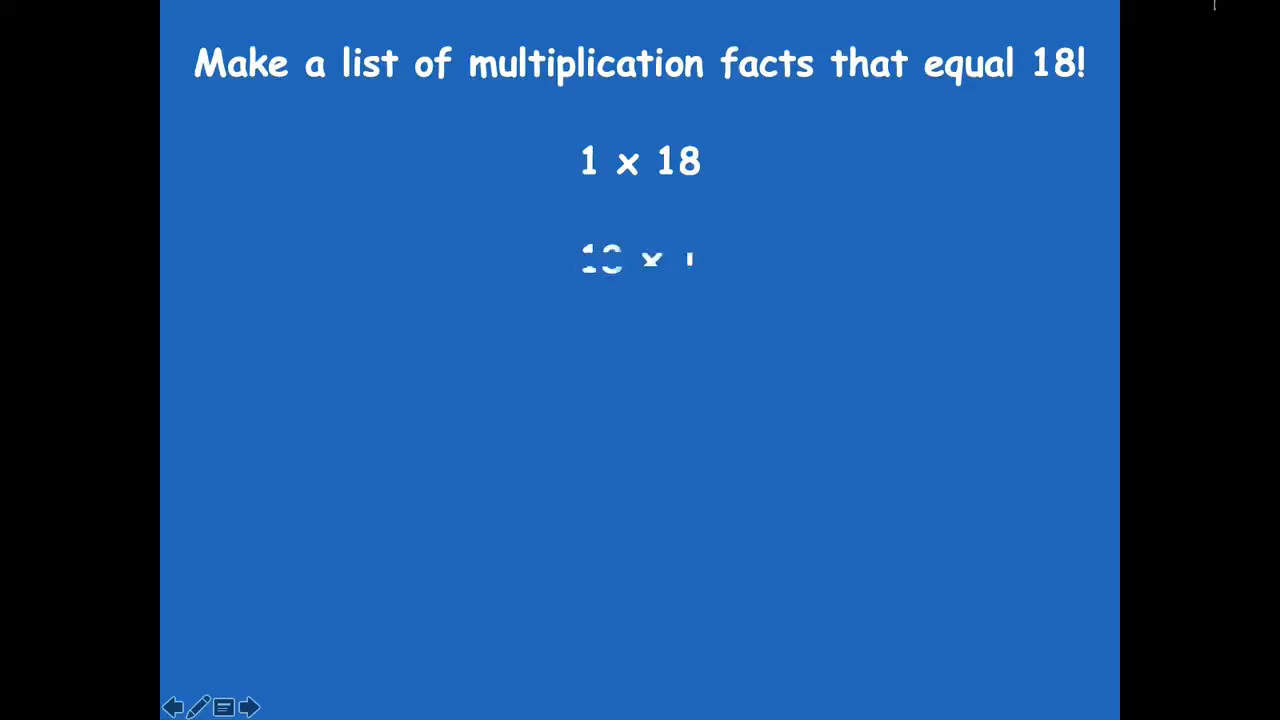 Make a list of multiplication facts that equal 18!
1 x 18
x